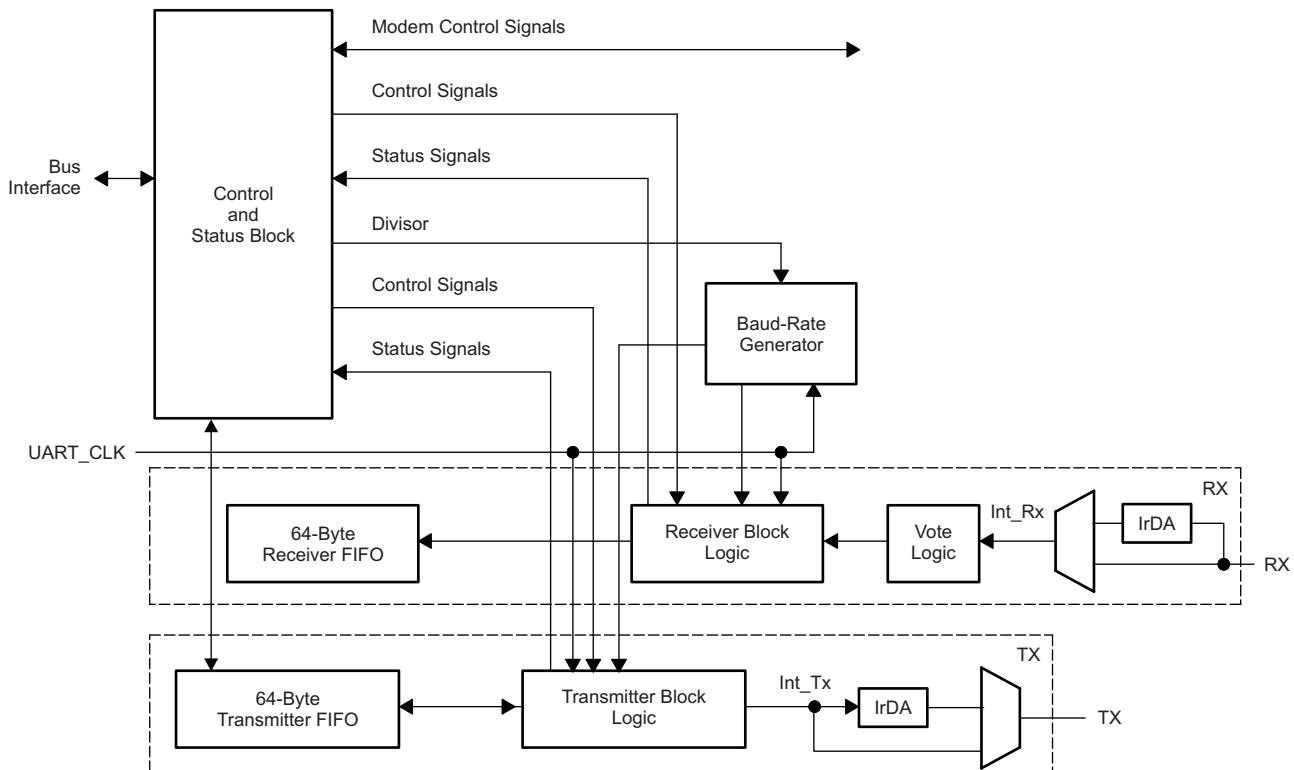 Modem Control Signals
Control Signals
Status Signals
Bus
Interface
Control
and
Status Block
Divisor
Control Signals
Baud-Rate
Generator
Status Signals
UART_CLK
RX
64-Byte
Receiver FIFO
Receiver Block
Logic
Vote
Logic
Int_Rx
IrDA
RX
TX
64-Byte
Transmitter FIFO
Transmitter Block
Logic
Int_Tx
IrDA
TX